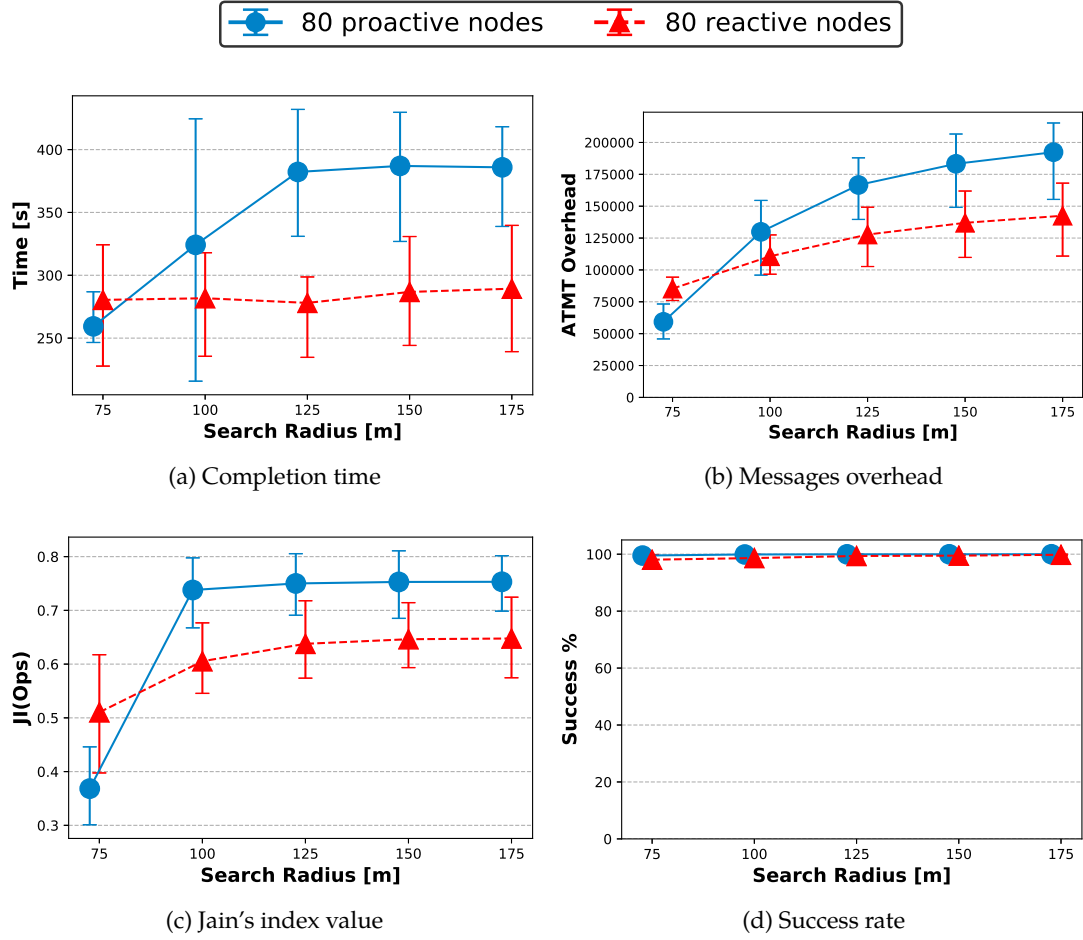 80 proactive nodes 80 reactive nodes
400
350
300
250
Time [s]
75 100 125 150 175
Search Radius [m]
(a) Completion time
200000
175000
150000
125000
100000
75000
50000
25000
0
ATMT Overhead
75 100 125 150 175
Search Radius [m]
(b) Messages overhead
0.8
0.7
0.6
0.5
0.4
0.3
JI(Ops)
75 100 125 150 175
Search Radius [m]
(c) Jain's index value
100
80
60
40
20
0
Success %
75 100 125 150 175
Search Radius [m]
(d) Success rate